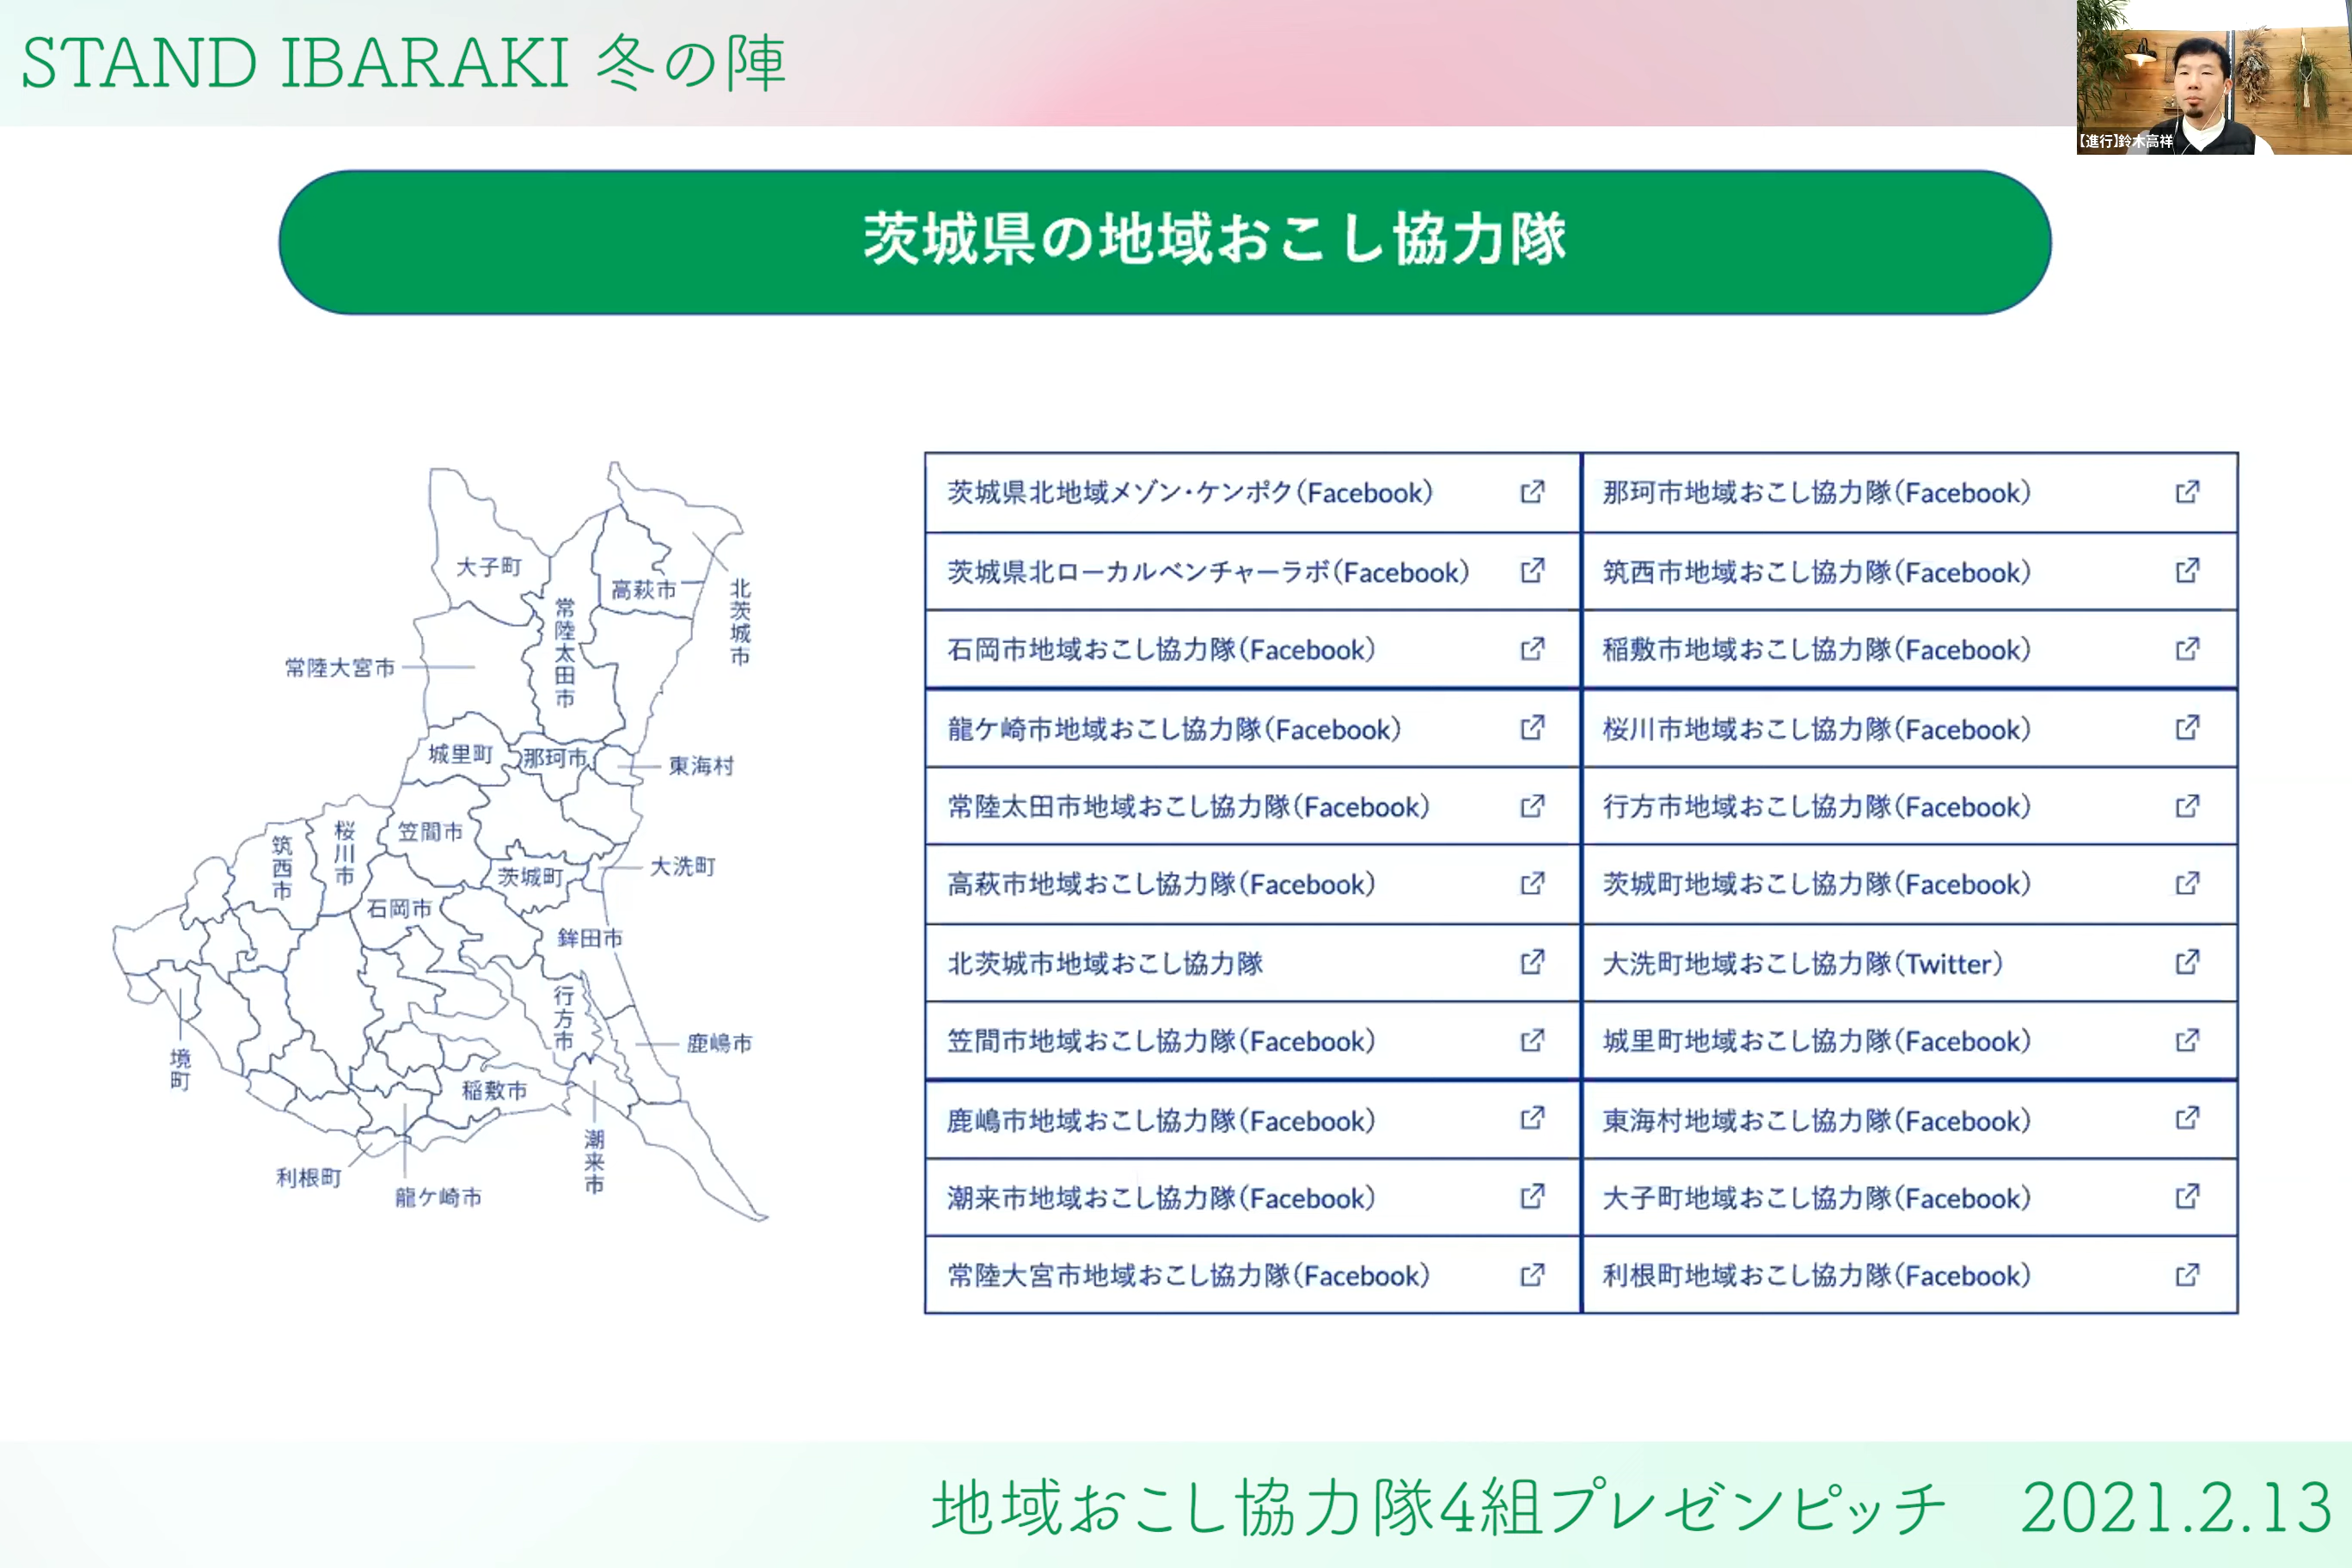 STAND IBARAKI 冬の陣
【進行】鈴木高祥
茨城県の地域おこし協力隊
大子町
高萩市
北茨城市
常陸太田市
常陸大宮市
城里町
那珂市
東海村
笠間市
桜川市
筑西市
茨城町
大洗町
石岡市
鉾田市
行方市
境町
鹿嶋市
稲敷市
潮来市
利根町
龍ケ崎市
茨城県北地域メゾン・ケンポク(Facebook)
那珂市地域おこし協力隊(Facebook)
茨城県北ローカルベンチャーラボ(Facebook)
筑西市地域おこし協力隊(Facebook)
石岡市地域おこし協力隊(Facebook)
稲敷市地域おこし協力隊(Facebook)
龍ケ崎市地域おこし協力隊(Facebook)
桜川市地域おこし協力隊(Facebook)
常陸太田市地域おこし協力隊(Facebook)
行方市地域おこし協力隊(Facebook)
高萩市地域おこし協力隊(Facebook)
茨城町地域おこし協力隊(Facebook)
北茨城市地域おこし協力隊
大洗町地域おこし協力隊(Twitter)
笠間市地域おこし協力隊(Facebook)
城里町地域おこし協力隊(Facebook)
鹿嶋市地域おこし協力隊(Facebook)
東海村地域おこし協力隊(Facebook)
潮来市地域おこし協力隊(Facebook)
大子町地域おこし協力隊(Facebook)
常陸大宮市地域おこし協力隊(Facebook)
利根町地域おこし協力隊(Facebook)
地域おこし協力隊4組プレゼンピッチ 2021.2.13